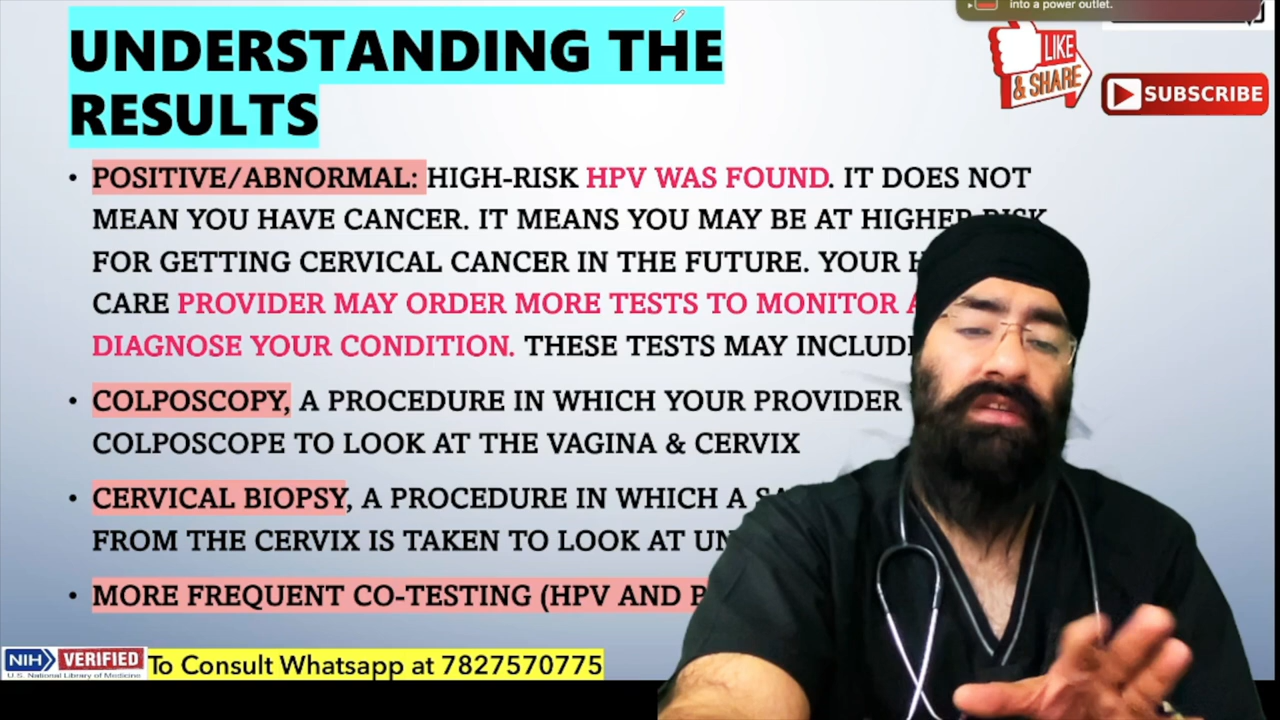 into a power outlet.
UNDERSTANDING THE
RESULTS
LIKE
& SHARE
SUBSCRIBE
• POSITIVE/ABNORMAL: HIGH-RISK HPV WAS FOUND. IT DOES NOT
MEAN YOU HAVE CANCER. IT MEANS YOU MAY BE AT HIGHER RISK
FOR GETTING CERVICAL CANCER IN THE FUTURE. YOUR
CARE PROVIDER MAY ORDER MORE TESTS TO MONITOR
DIAGNOSE YOUR CONDITION. THESE TESTS MAY
• COLPOSCOPY, A PROCEDURE IN WHICH YOUR PROVIDER
COLPOSCOPE TO LOOK AT THE VAGINA & CERVIX
• CERVICAL BIOPSY, A PROCEDURE IN WHICH A
FROM THE CERVIX IS TAKEN TO LOOK AT
• MORE FREQUENT CO-TESTING (HPV AND
NIH VERIFIED
U.S. National Library of Medicine
To Consult Whatsapp at 7827570775